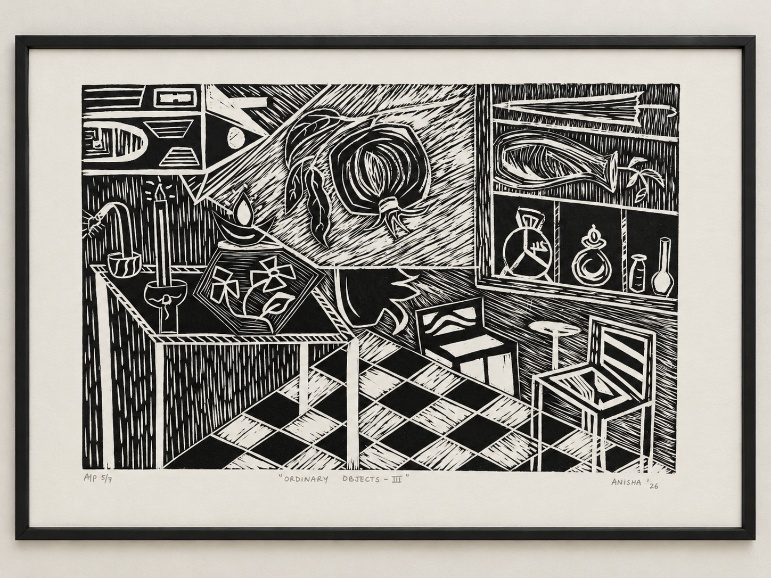 A/P 5/7
"ORDINARY OBJECTS - III"
ANISHA '26